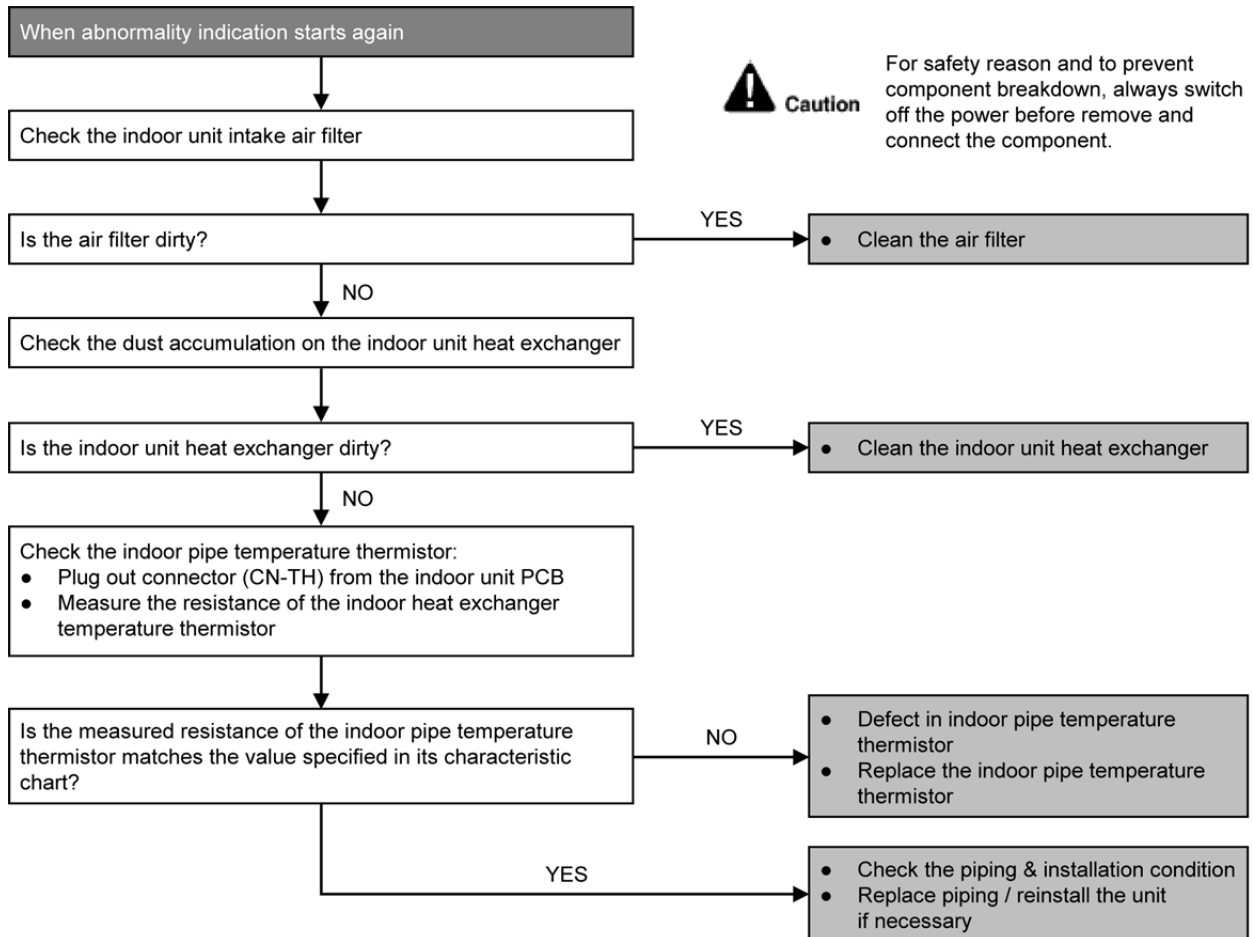 When abnormality indication starts again
Caution
For safety reason and to prevent
component breakdown, always switch
off the power before remove and
connect the component.
Check the indoor unit intake air filter
Is the air filter dirty?
YES
● Clean the air filter
NO
Check the dust accumulation on the indoor unit heat exchanger
Is the indoor unit heat exchanger dirty?
YES
● Clean the indoor unit heat exchanger
NO
Check the indoor pipe temperature thermistor:
● Plug out connector (CN-TH) from the indoor unit PCB
● Measure the resistance of the indoor heat exchanger
temperature thermistor
Is the measured resistance of the indoor pipe temperature
thermistor matches the value specified in its characteristic
chart?
NO
● Defect in indoor pipe temperature
thermistor
● Replace the indoor pipe temperature
thermistor
YES
● Check the piping & installation condition
● Replace piping / reinstall the unit
if necessary